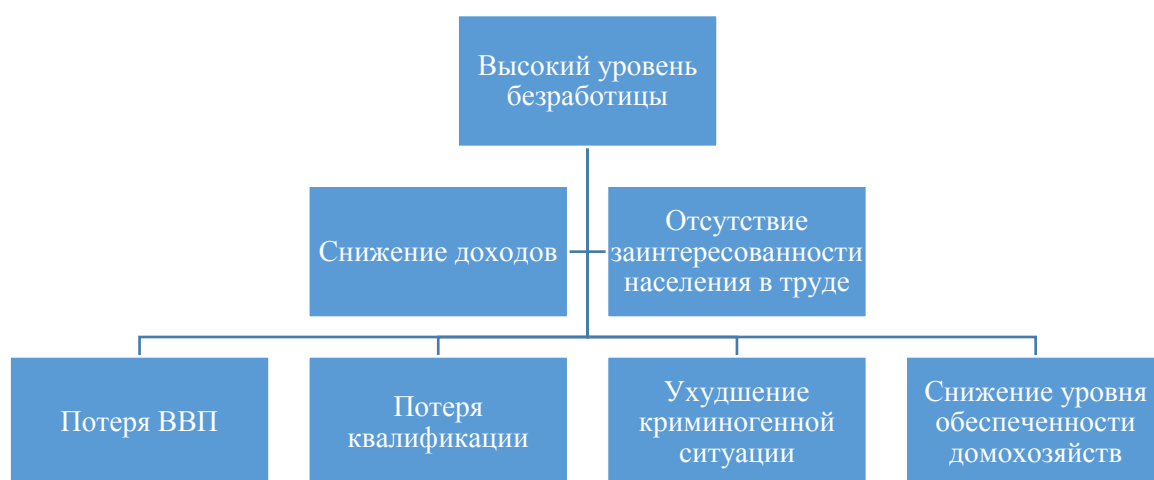 Высокий уровень
безработицы
Снижение доходов
Отсутствие
заинтересованности
населения в труде
Потеря ВВП
Потеря
квалификации
Ухудшение
криминогенной
ситуации
Снижение уровня
обеспеченности
домохозяйств